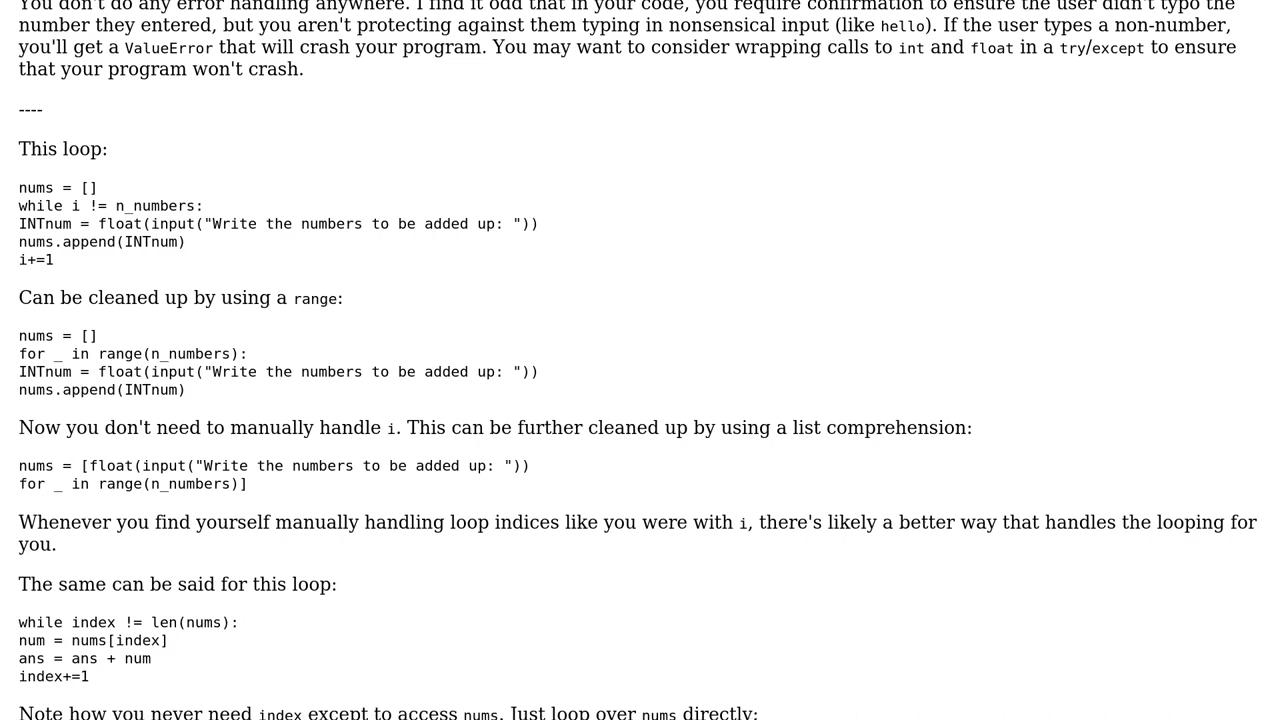 You don't do any error handling anywhere. I find it odd that in your code, you require confirmation to ensure the user didn't typo the
number they entered, but you aren't protecting against them typing in nonsensical input (like hello). If the user types a non-number,
you'll get a ValueError that will crash your program. You may want to consider wrapping calls to int and float in a try/except to ensure
that your program won't crash.
----
This loop:
nums = []
while i != n_numbers:
INTnum = float(input("Write the numbers to be added up: "))
nums.append(INTnum)
i+=1
Can be cleaned up by using a range:
nums = []
for _ in range(n_numbers):
INTnum = float(input("Write the numbers to be added up: "))
nums.append(INTnum)
Now you don't need to manually handle i. This can be further cleaned up by using a list comprehension:
nums = [float(input("Write the numbers to be added up: "))
for _ in range(n_numbers)]
Whenever you find yourself manually handling loop indices like you were with i, there's likely a better way that handles the looping for
you.
The same can be said for this loop:
while index != len(nums):
num = nums[index]
ans = ans + num
index+=1
Note how you never need index except to access nums. Just loop over nums directly: